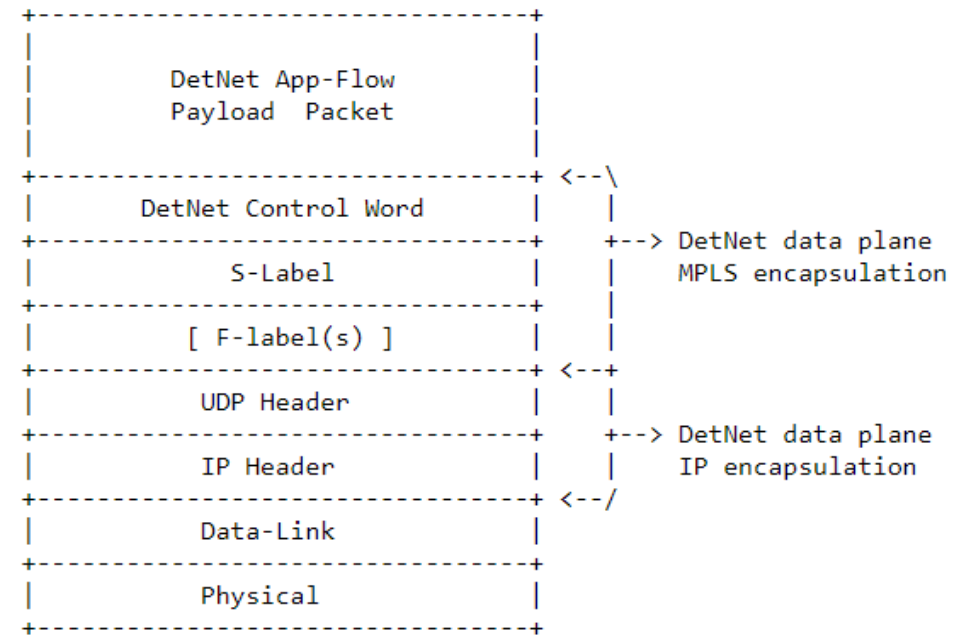 +---------------------------------+
|                                 |
|         DetNet App-Flow         |
|         Payload  Packet         |
|                                 |
+---------------------------------+ <--\
|       DetNet Control Word       |    |
+---------------------------------+    +--> DetNet data plane
|             S-Label             |    |    MPLS encapsulation
+---------------------------------+    |
|          [ F-label(s) ]         |    |
+---------------------------------+ <--+
|           UDP Header            |    |
+---------------------------------+    +--> DetNet data plane
|           IP Header             |    |    IP encapsulation
+---------------------------------+ <--/
|           Data-Link             |
+---------------------------------+
|           Physical              |
+---------------------------------+